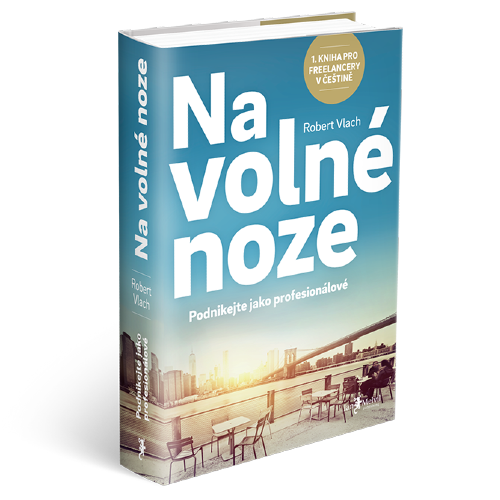 1. KNIHA PRO
FREELANCERY
V ČEŠTINĚ
Robert Vlach
Na
volné
noze
Podnikejte jako profesionálové
Na volné noze
Robert
Vlach
Podnikejte jako
profesionálové